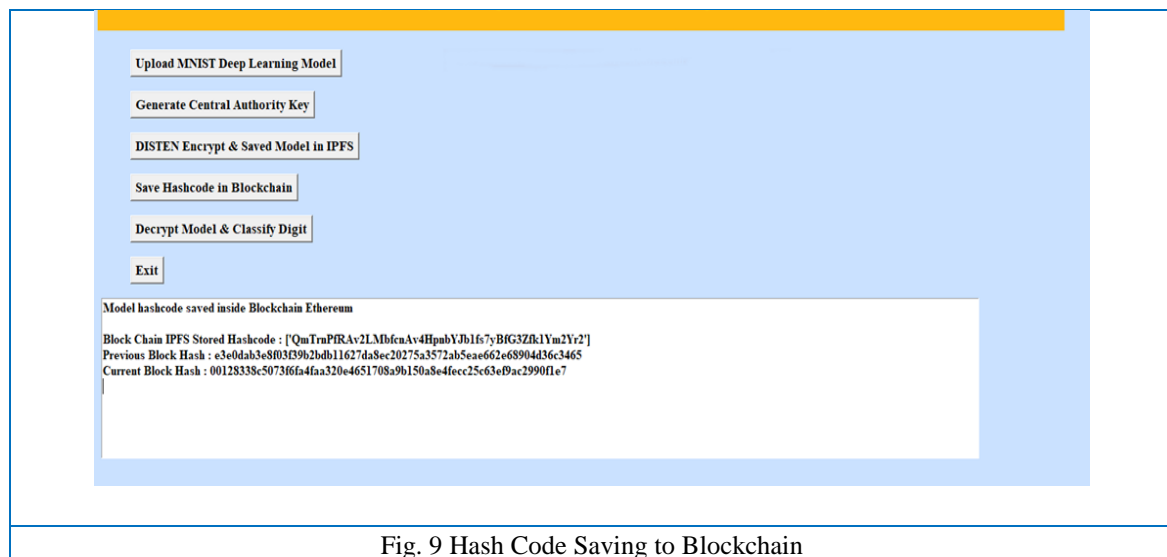 Upload MNIST Deep Learning Model
Generate Central Authority Key
DISTEN Encrypt & Saved Model in IPFS
Save Hashcode in Blockchain
Decrypt Model & Classify Digit
Exit
Model hashcode saved inside Blockchain Ethereum
Block Chain IPFS Stored Hashcode : ['QmTrnPfRAv2LMbfcnAv4HpnbYJb1fs7yBfG3Zfk1Ym2Yr2']
Previous Block Hash : e3e0dab3e8f03f39b2bdb11627da8ec20275a3572ab5eae662e68904d36c3465
Current Block Hash : 00128338c5073f6fa4faa320e4651708a9b150a8e4fecc25c63ef9ac2990f1e7
Fig. 9 Hash Code Saving to Blockchain